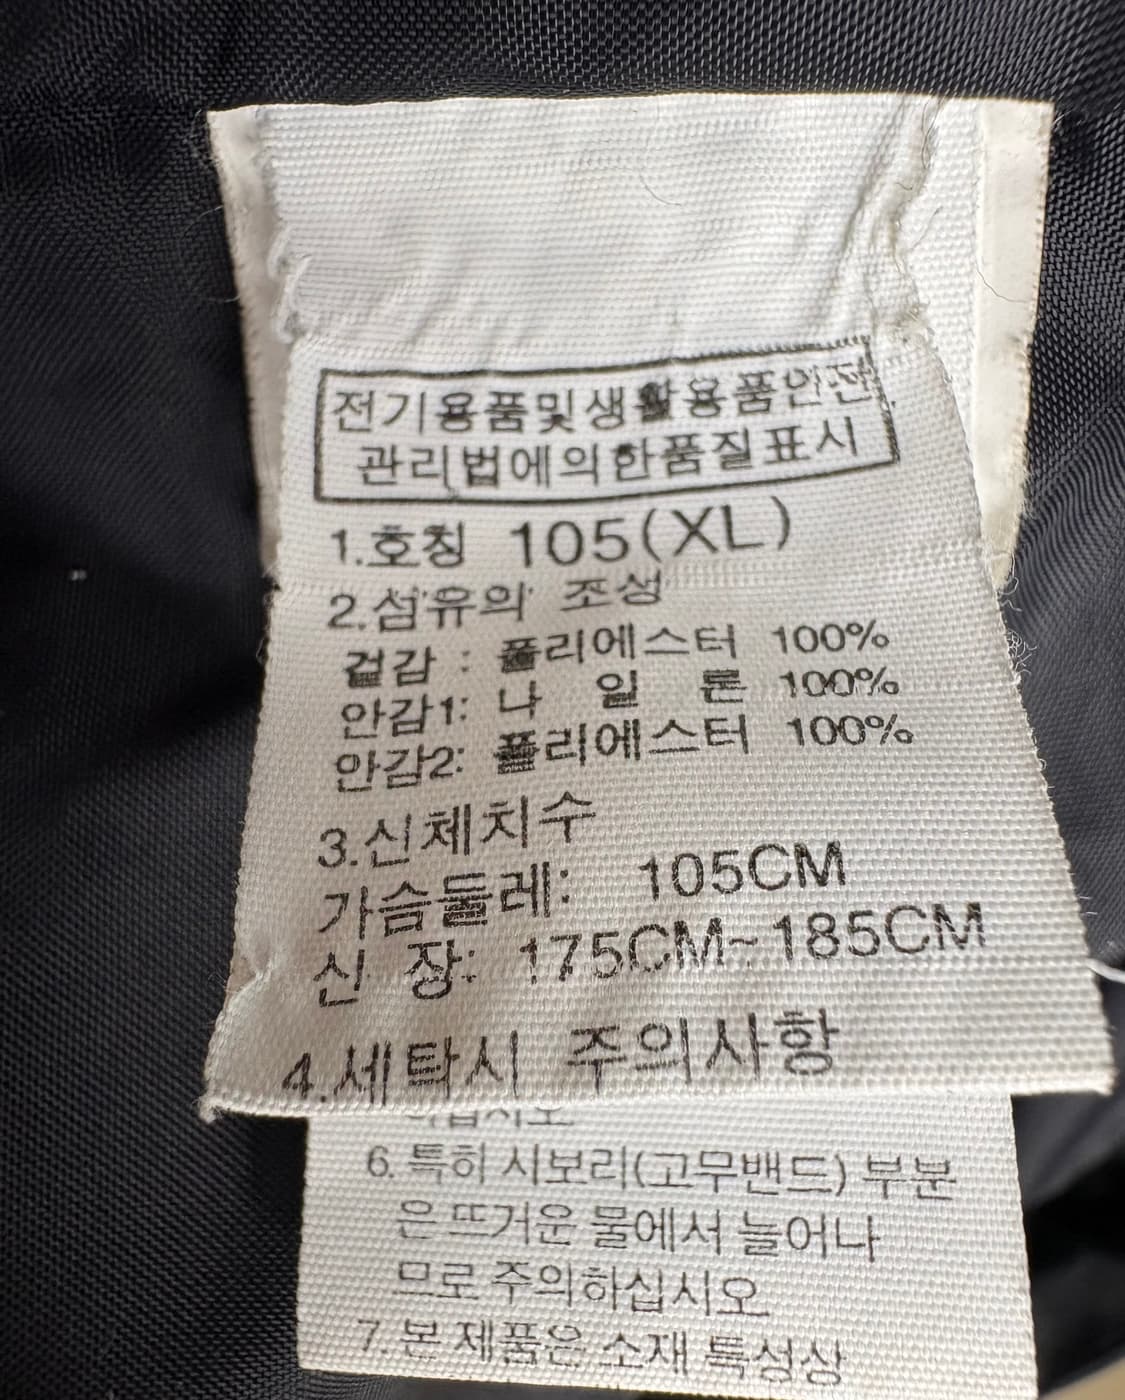 전기용품및생활용품안전
관리법에의한품질표시
1.호칭 105(XL)
2.섬유의 조성
겉감 : 폴리에스터 100%
안감1: 나 일 론 100%
안감2: 폴리에스터 100%
3.신체치수
가슴둘레: 105CM
신 장: 175CM~185CM
4.세탁시 주의사항
6. 특히 시보리(고무밴드) 부분
은 뜨거운 물에서 늘어나
므로 주의하십시오
7. 본 제품은 소재 특성상